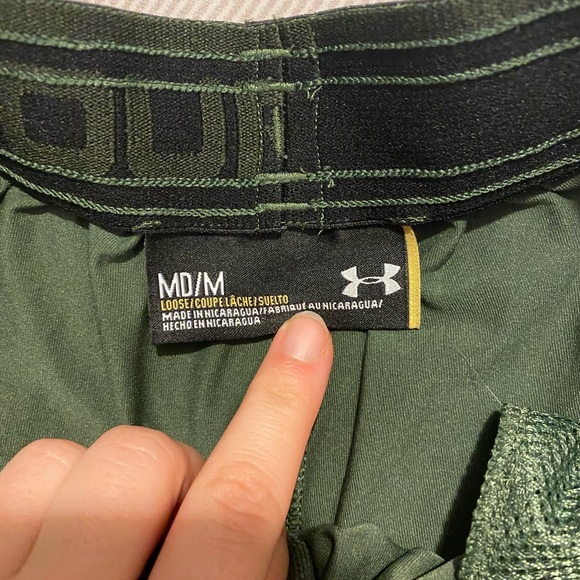 MD/M
LOOSE/COUPE LÂCHE/SUELTO
MADE IN NICARAGUA/FABRIQUÉ AU NICARAGUA/
HECHO EN NICARAGUA